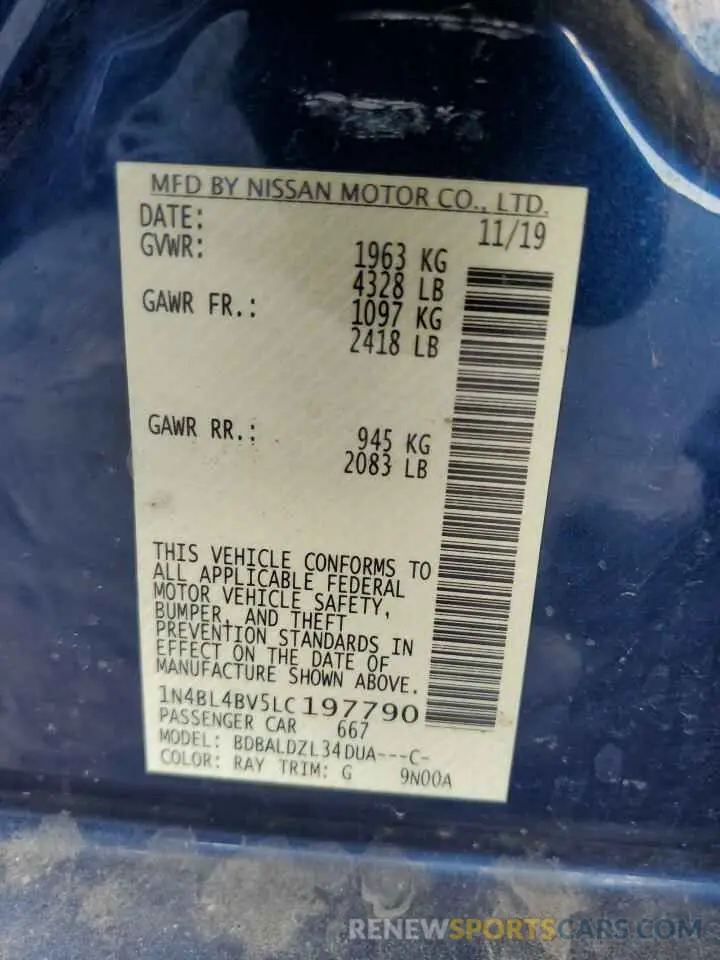 MFD BY NISSAN MOTOR CO., LTD.
DATE: 11/19
GVWR: 1963 KG
4328 LB
GAWR FR.: 1097 KG
2418 LB
GAWR RR.: 945 KG
2083 LB
THIS VEHICLE CONFORMS TO
ALL APPLICABLE FEDERAL
MOTOR VEHICLE SAFETY,
BUMPER, AND THEFT
PREVENTION STANDARDS IN
EFFECT ON THE DATE OF
MANUFACTURE SHOWN ABOVE.
1N4BL4BV5LC197790
PASSENGER CAR 667
MODEL: BDBALDZL34DUA---C-
COLOR: RAY TRIM: G 9N00A
RENEWSPORTSCARS.COM